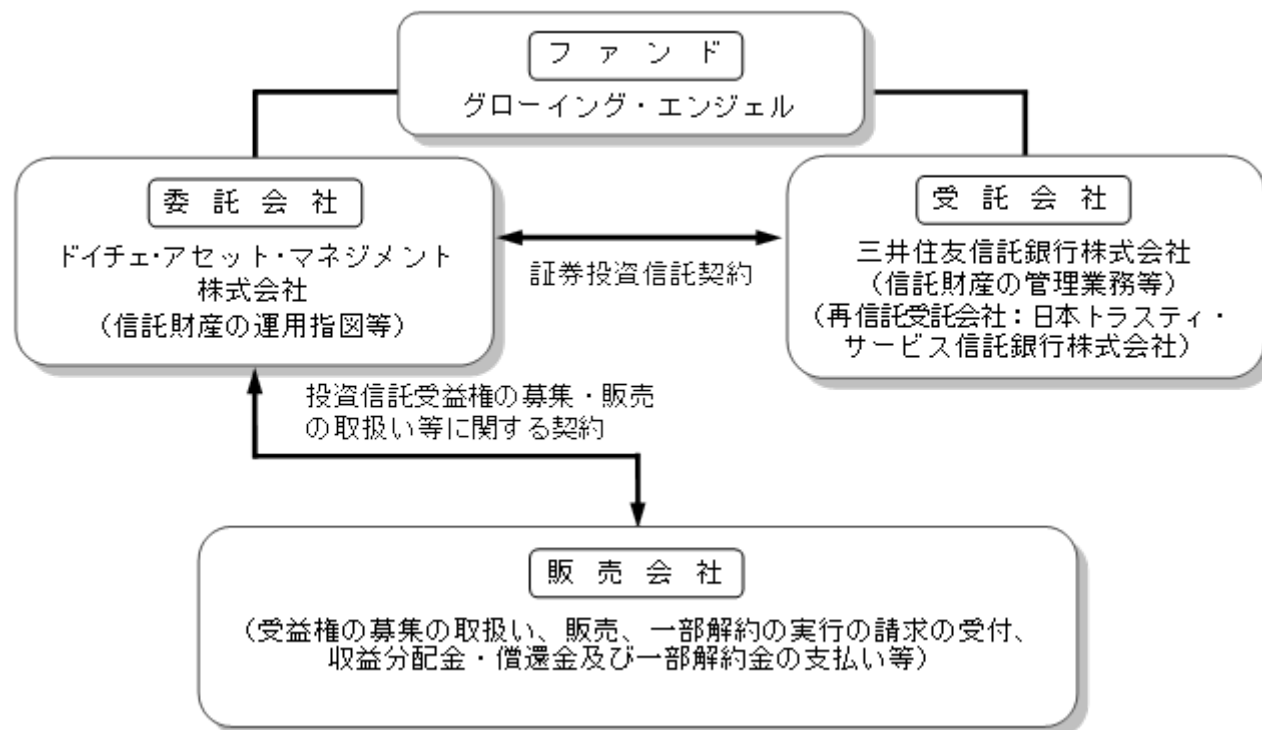 ファンド
グローイング・エンジェル
委託会社
ドイチェ・アセット・マネジメント
株式会社
（信託財産の運用指図等）
証券投資信託契約
受託会社
三井住友信託銀行株式会社
（信託財産の管理業務等）
（再信託受託会社：日本トラスティ・
サービス信託銀行株式会社）
投資信託受益権の募集・販売
の取扱い等に関する契約
販売会社
（受益権の募集の取扱い、販売、一部解約の実行の請求の受付、
収益分配金・償還金及び一部解約金の支払い等）